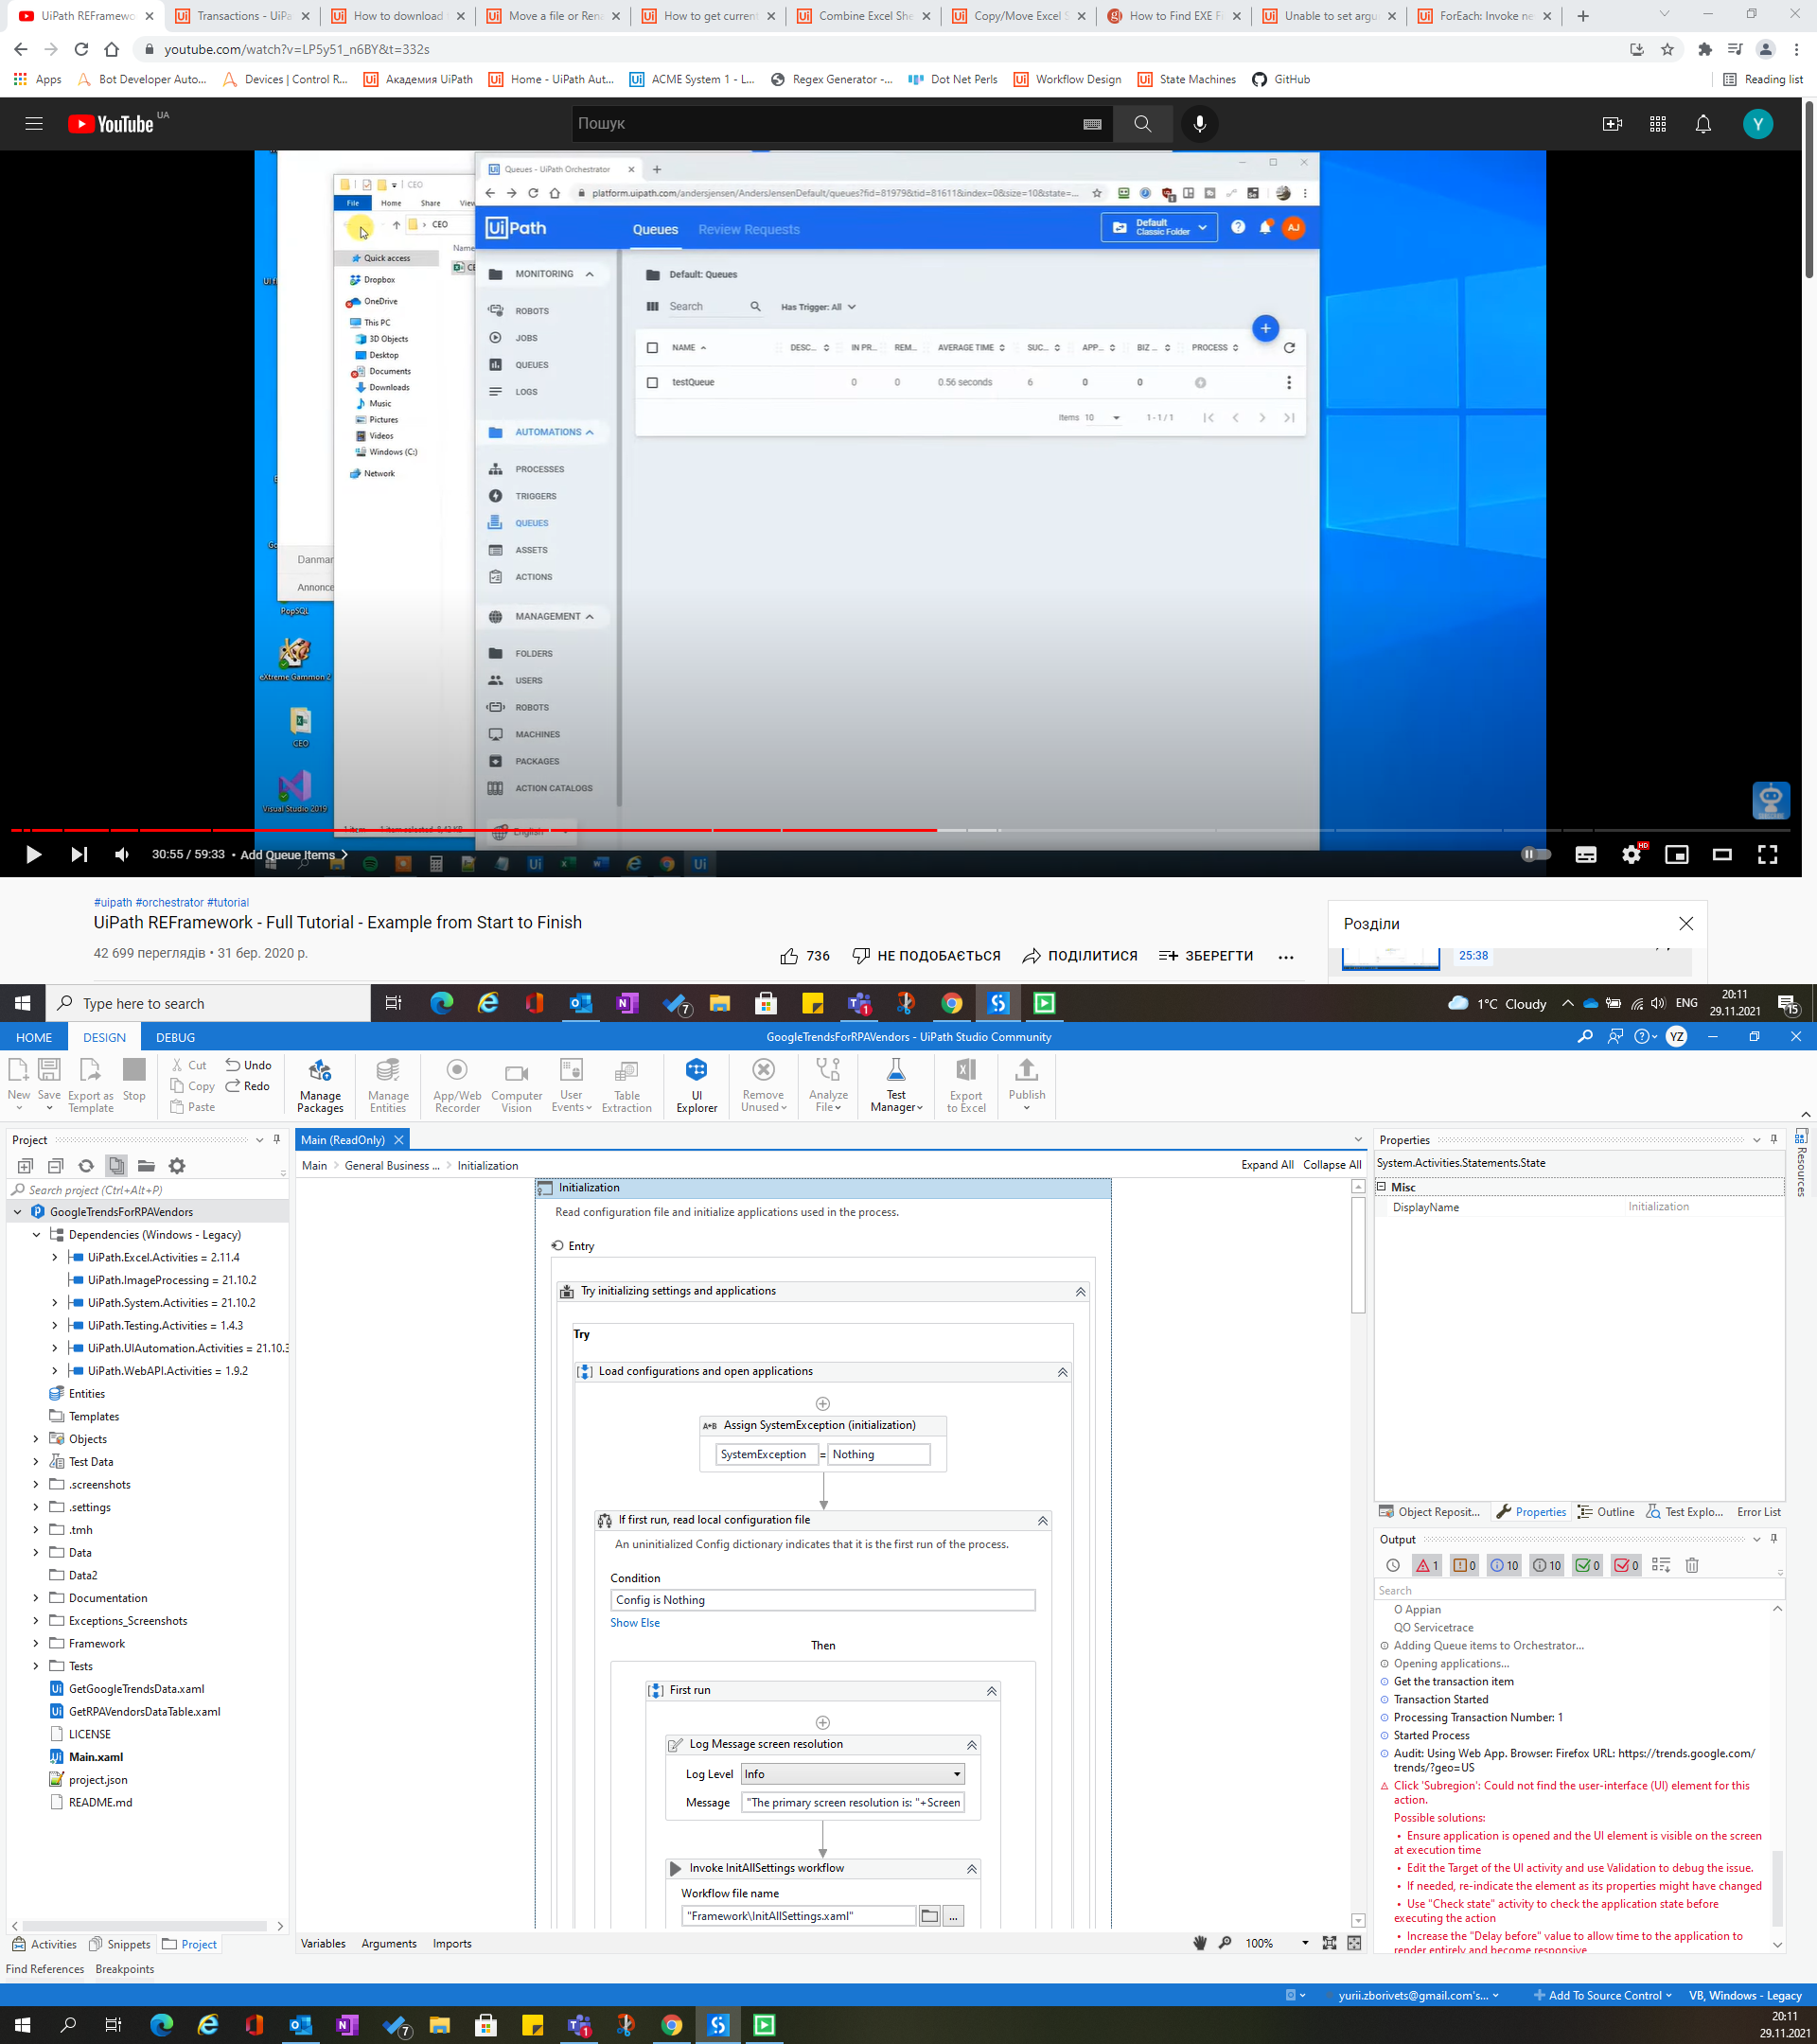 UiPath REFramewo
Transactions - UiPa
How to download
Move a file or Ren
How to get current
Combine Excel She
Copy/Move Excel S
How to Find EXE F
Unable to set argu
ForEach: Invoke ne
youtube.com/watch?v=LP5y51_n6BY&t=332s
Apps
Bot Developer Auto...
Devices | Control R...
Академия UiPath
Home - UiPath Aut...
ACME System 1 - L...
Regex Generator -...
Dot Net Perls
Workflow Design
State Machines
GitHub
Reading list
YouTube UA
Пошук
Y
Queues - UiPath Orchestrator
CEO
platform.uipath.com/andersjensen/AndersJensenDefault/queues?fid=81979&tid=81611&index=0&size=10&state=...
File
Home
Share
View
CEO
UiPath
Queues
Review Requests
Default
Classic Folder
AJ
Name
Quick access
Dropbox
OneDrive
This PC
3D Objects
Desktop
Documents
Downloads
Music
Pictures
Videos
Windows (C:)
Network
MONITORING
ROBOTS
JOBS
QUEUES
LOGS
AUTOMATIONS
PROCESSES
TRIGGERS
QUEUES
ASSETS
ACTIONS
MANAGEMENT
FOLDERS
USERS
ROBOTS
MACHINES
PACKAGES
ACTION CATALOGS
English
Default: Queues
Search
Has Trigger: All
NAME
DESC...
IN PR...
REM...
AVERAGE TIME
SUC...
APP...
BIZ ...
PROCESS
testQueue
0
0
0.56 seconds
6
0
0
Items 10
1 - 1 / 1
Danmar
Annonce
PopSQL
eXtreme Gammon 2
CEO
Visual Studio 2019
1 item
1 item selected 8,43 KB
30:55 / 59:33 • Add Queue Items
HD
#uipath #orchestrator #tutorial
UiPath REFramework - Full Tutorial - Example from Start to Finish
42 699 переглядів • 31 бер. 2020 р.
736
НЕ ПОДОБАЄТЬСЯ
ПОДІЛИТИСЯ
ЗБЕРЕГТИ
Розділи
25:38
Type here to search
7
1
1°C Cloudy
ENG
20:11
29.11.2021
15
HOME
DESIGN
DEBUG
GoogleTrendsForRPAVendors - UiPath Studio Community
YZ
New
Save
Export as Template
Stop
Cut
Copy
Paste
Undo
Redo
Manage Packages
Manage Entities
App/Web Recorder
Computer Vision
User Events
Table Extraction
UI Explorer
Remove Unused
Analyze File
Test Manager
Export to Excel
Publish
Project
Search project (Ctrl+Alt+P)
GoogleTrendsForRPAVendors
Dependencies (Windows - Legacy)
UiPath.Excel.Activities = 2.11.4
UiPath.ImageProcessing = 21.10.2
UiPath.System.Activities = 21.10.2
UiPath.Testing.Activities = 1.4.3
UiPath.UIAutomation.Activities = 21.10.3
UiPath.WebAPI.Activities = 1.9.2
Entities
Templates
Objects
Test Data
.screenshots
.settings
.tmh
Data
Data2
Documentation
Exceptions_Screenshots
Framework
Tests
GetGoogleTrendsData.xaml
GetRPAVendorsDataTable.xaml
LICENSE
Main.xaml
project.json
README.md
Activities
Snippets
Project
Find References
Breakpoints
Main (ReadOnly)
Main
General Business ...
Initialization
Expand All
Collapse All
Initialization
Read configuration file and initialize applications used in the process.
Entry
Try initializing settings and applications
Try
Load configurations and open applications
A+B Assign SystemException (initialization)
SystemException = Nothing
If first run, read local configuration file
An uninitialized Config dictionary indicates that it is the first run of the process.
Condition
Config is Nothing
Show Else
Then
First run
Log Message screen resolution
Log Level Info
Message "The primary screen resolution is: "+Screen
Invoke InitAllSettings workflow
Workflow file name
"Framework\InitAllSettings.xaml"
...
Variables
Arguments
Imports
100%
Properties
System.Activities.Statements.State
Misc
DisplayName
Initialization
Resources
Object Reposit...
Properties
Outline
Test Explo...
Error List
Output
1
0
10
10
0
0
Search
O Appian
QO Servicetrace
Adding Queue items to Orchestrator...
Opening applications...
Get the transaction item
Transaction Started
Processing Transaction Number: 1
Started Process
Audit: Using Web App. Browser: Firefox URL: https://trends.google.com/
trends/?geo=US
Click 'Subregion': Could not find the user-interface (UI) element for this
action.
Possible solutions:
• Ensure application is opened and the UI element is visible on the screen
at execution time
• Edit the Target of the UI activity and use Validation to debug the issue.
• If needed, re-indicate the element as its properties might have changed
• Use "Check state" activity to check the application state before
executing the action
• Increase the "Delay before" value to allow time to the application to
render entirely and become responsive
yurii.zborivets@gmail.com's...
Add To Source Control
VB, Windows - Legacy
7
1
20:11
29.11.2021